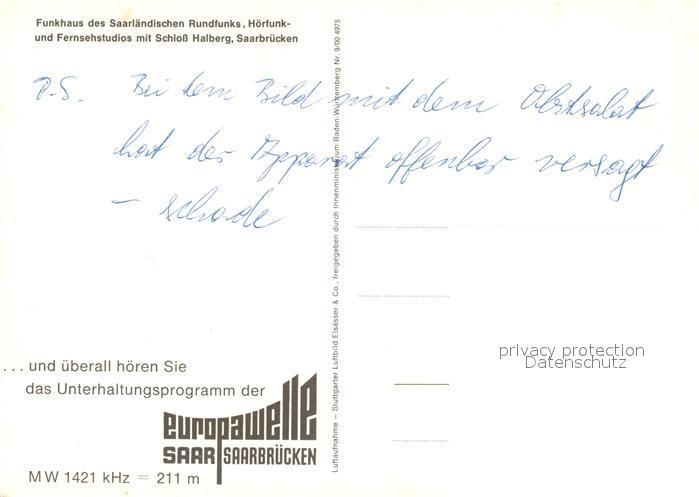 Funkhaus des Saarländischen Rundfunks, Hörfunk-
und Fernsehstudios mit Schloß Halberg, Saarbrücken
P.S. Bei dem Bild mit dem Obstsalat
hat der Apparat offenbar versagt
– schade
Luftaufnahme – Stuttgarter Luftbild Elsässer & Co., freigegeben durch Innenministerium Baden-Württemberg Nr. 9/00 4975
privacy protection
Datenschutz
... und überall hören Sie
das Unterhaltungsprogramm der
europawelle
SAAR SAARBRÜCKEN
MW 1421 kHz = 211 m